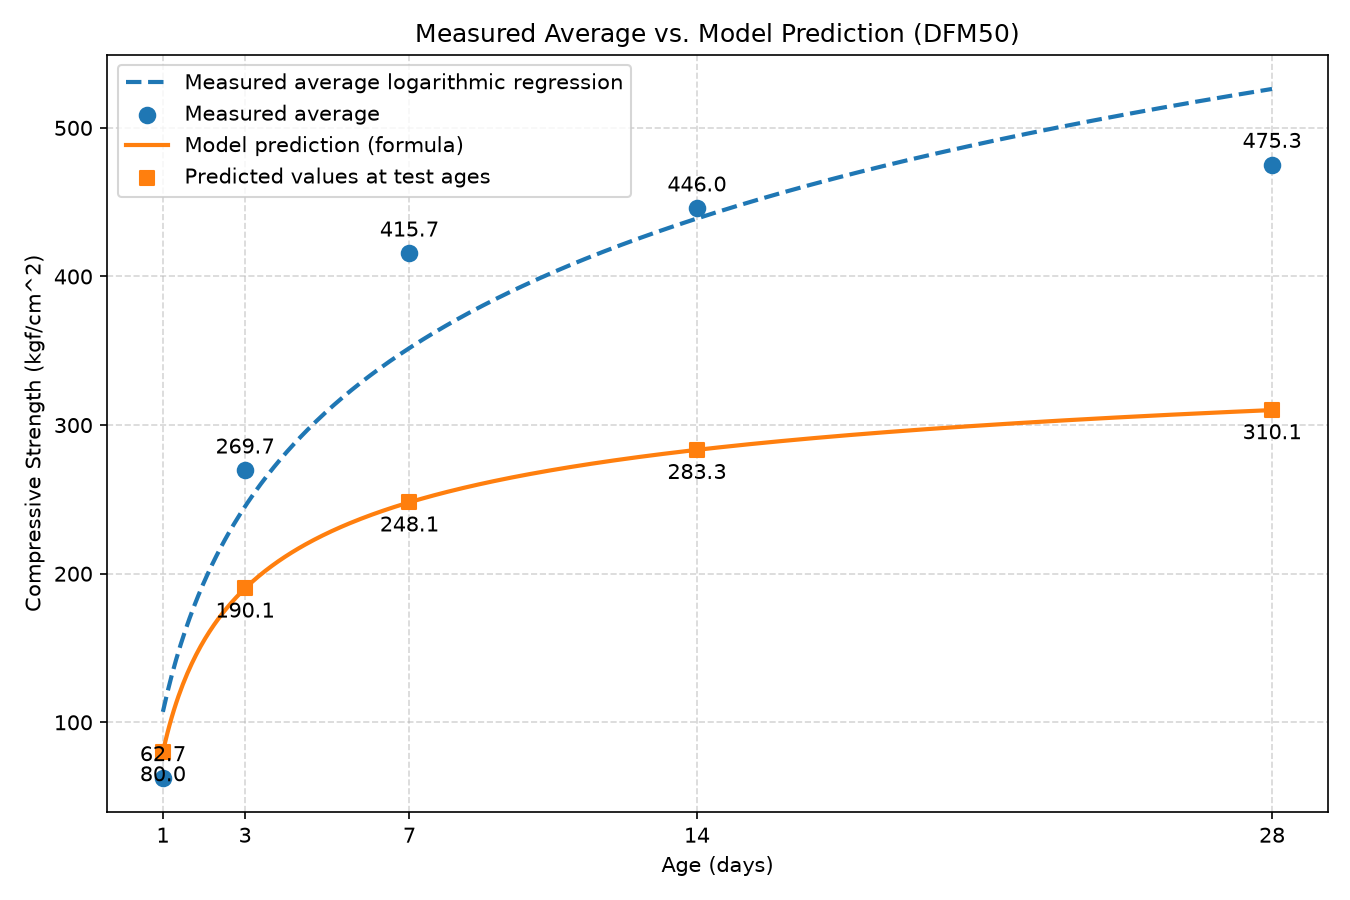 Measured Average vs. Model Prediction (DFM50)
Measured average logarithmic regression
Measured average
Model prediction (formula)
Predicted values at test ages
Compressive Strength (kgf/cm^2)
500
400
300
200
100
475.3
446.0
415.7
269.7
310.1
283.3
248.1
190.1
62.7
80.0
1 3 7 14 28
Age (days)